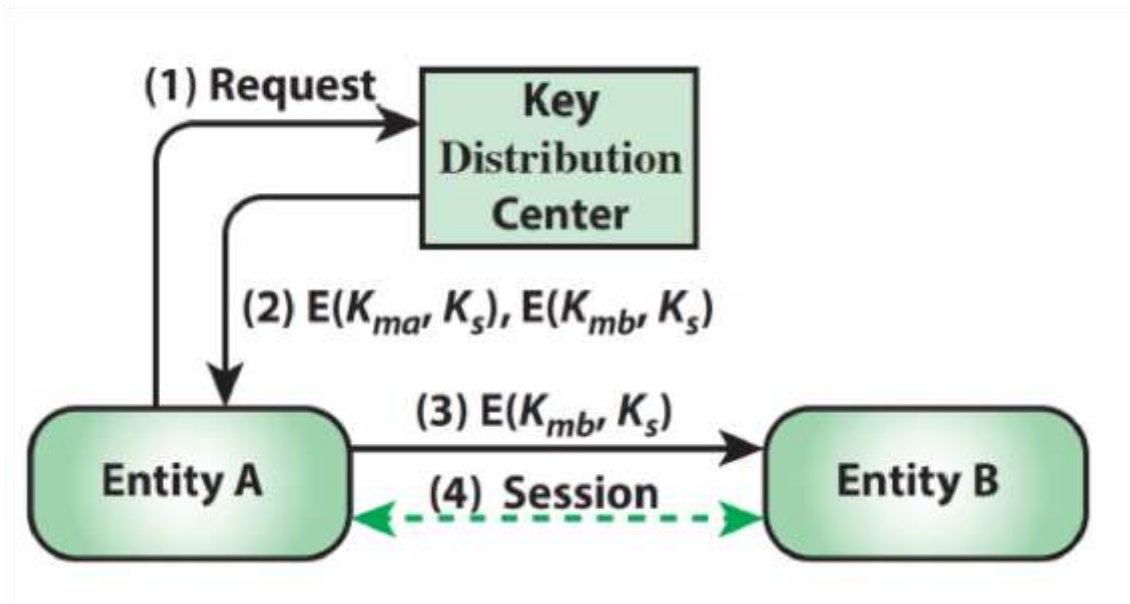 (1) Request
Key
Distribution
Center
(2) E(Kma, Ks), E(Kmb, Ks)
(3) E(Kmb, Ks)
Entity A
(4) Session
Entity B